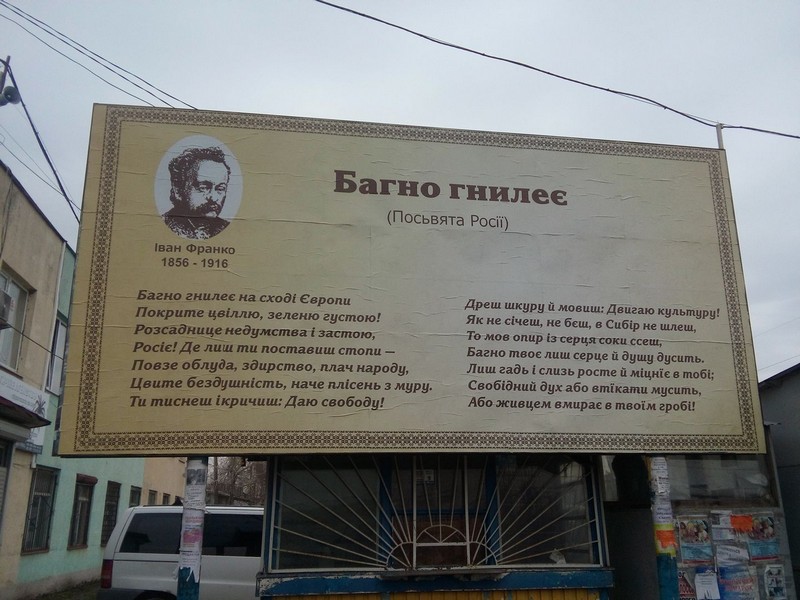 Багно гнилеє
(Посьвята Росії)
Іван Франко
1856 - 1916
Багно гнилеє на сході Європи
Покрите цвіллю, зеленю густою!
Розсаднице недумства і застою,
Росіє! Де лиш ти поставиш стопи —
Повзе облуда, здирство, плач народу,
Цвите бездушність, наче плісень з муру.
Ти тиснеш ікричиш: Даю свободу!
Дреш шкуру й мовиш: Двигаю культуру!
Як не січеш, не бєш, в Сибір не шлеш,
То мов опир із серця соки ссеш,
Багно твоє лиш серце й душу дусить.
Лиш гадь і слизь росте й міцніє в тобі;
Свобідний дух або втїкати мусить,
Або живцем вмирає в твоїм гробі!